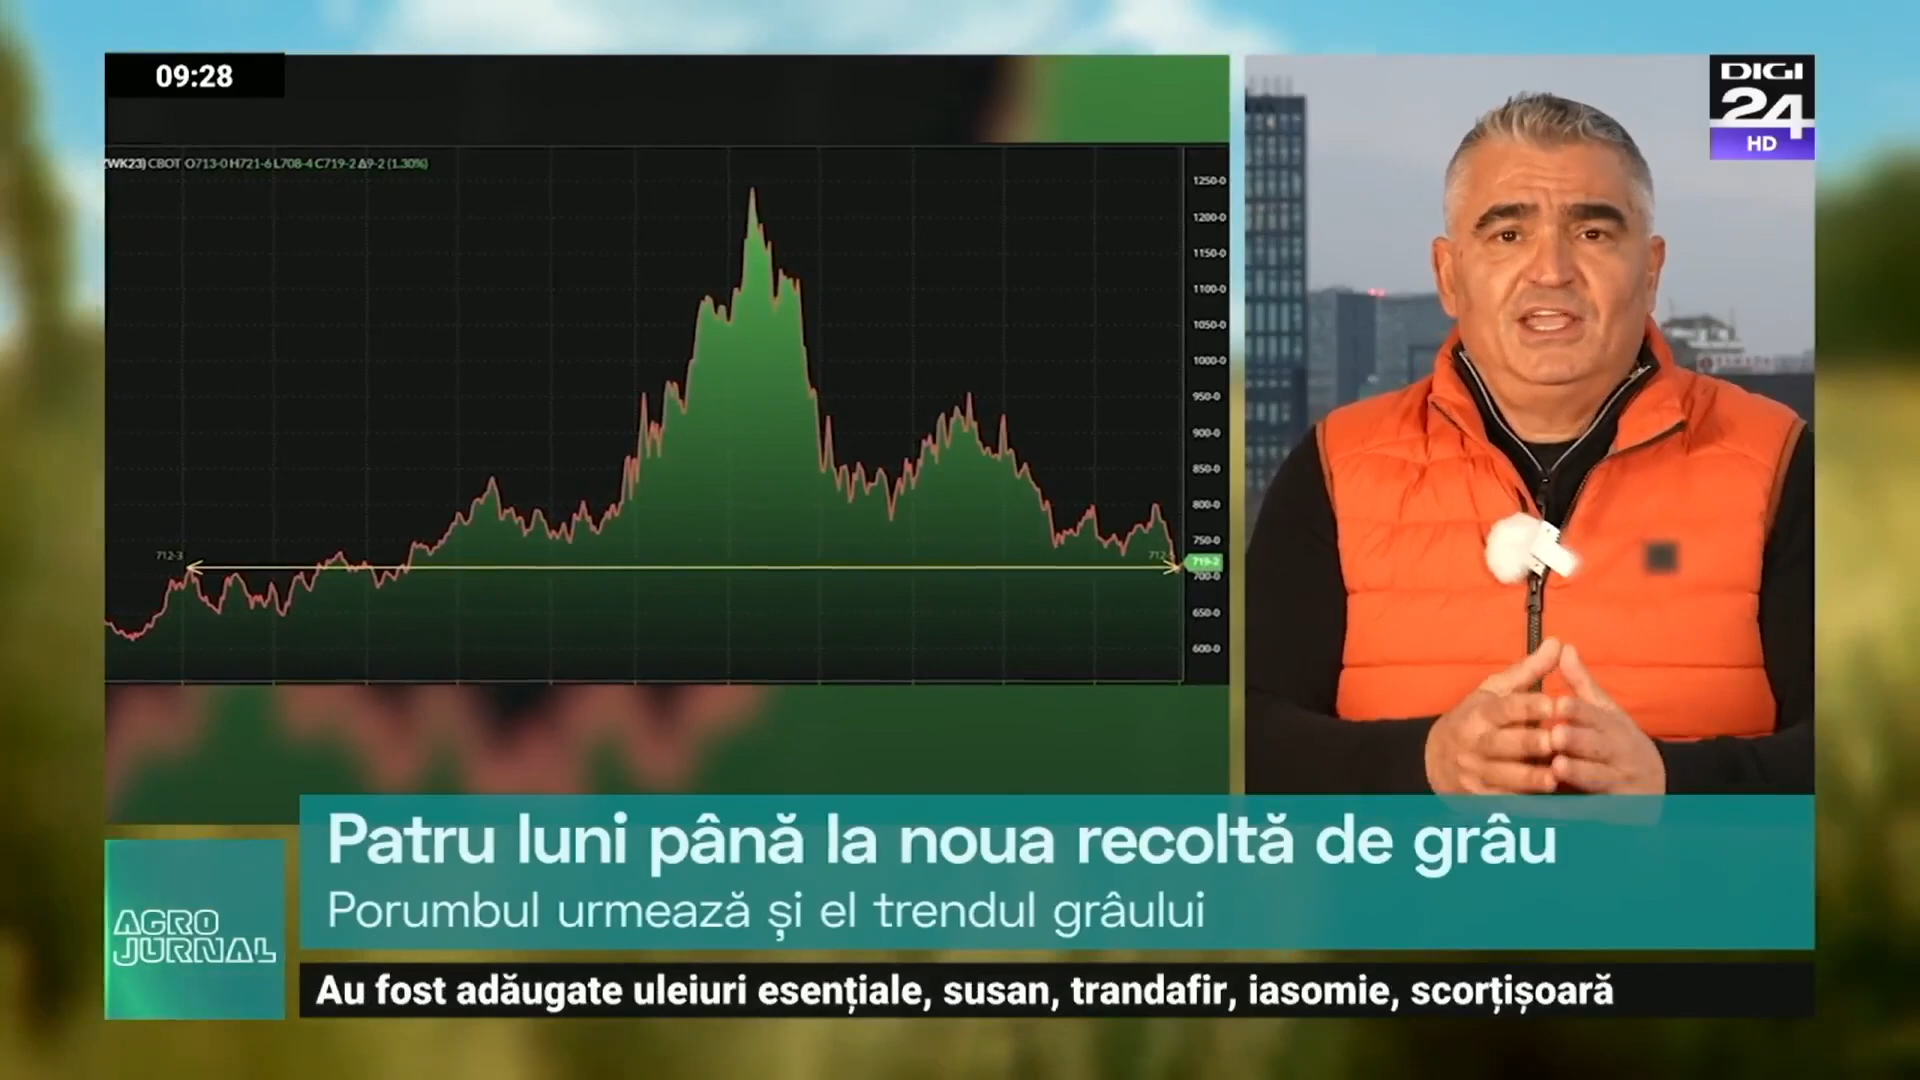 09:28
DIGI
24
HD
ZWK23) CBOT O713-0 H721-6 L708-4 C719-2 Δ9-2 (1.30%)
1250-0
1200-0
1150-0
1100-0
1050-0
1000-0
950-0
900-0
850-0
800-0
750-0
712-3
719-2
700-0
650-0
600-0
Patru luni până la noua recoltă de grâu
Porumbul urmează și el trendul grâului
AGRO
JURNAL
Au fost adăugate uleiuri esențiale, susan, trandafir, iasomie, scorțișoară